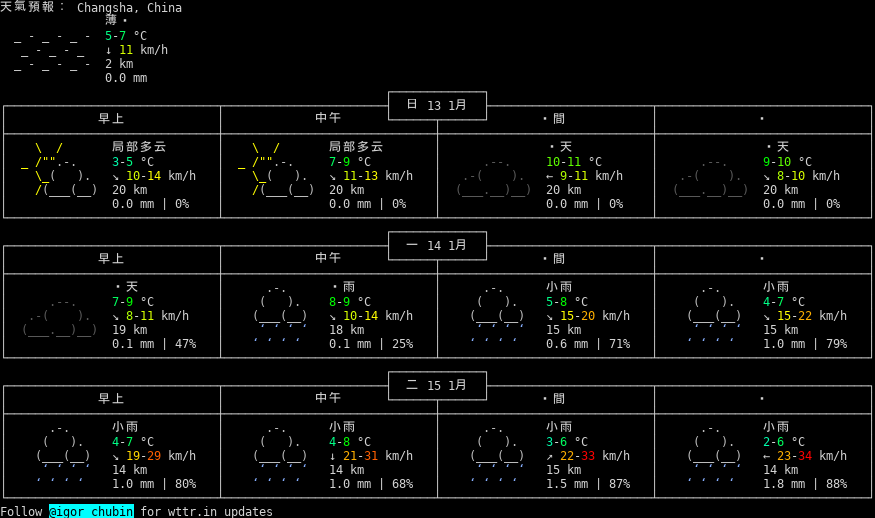 天氣預報： Changsha, China
薄・
5-7 °C
↓ 11 km/h
2 km
0.0 mm
日 13 1月
早上 中午 ・間 ・
局部多云 局部多云 ・天 ・天
3-5 °C 7-9 °C 10-11 °C 9-10 °C
↘ 10-14 km/h ↘ 11-13 km/h ← 9-11 km/h ↘ 8-10 km/h
20 km 20 km 20 km 20 km
0.0 mm | 0% 0.0 mm | 0% 0.0 mm | 0% 0.0 mm | 0%
一 14 1月
早上 中午 ・間 ・
・天 ・雨 小雨 小雨
7-9 °C 8-9 °C 5-8 °C 4-7 °C
↘ 8-11 km/h ↘ 10-14 km/h ↘ 15-20 km/h ↘ 15-22 km/h
19 km 18 km 15 km 15 km
0.1 mm | 47% 0.1 mm | 25% 0.6 mm | 71% 1.0 mm | 79%
二 15 1月
早上 中午 ・間 ・
小雨 小雨 小雨 小雨
4-7 °C 4-8 °C 3-6 °C 2-6 °C
↘ 19-29 km/h ↓ 21-31 km/h ↗ 22-33 km/h ← 23-34 km/h
14 km 14 km 15 km 14 km
1.0 mm | 80% 1.0 mm | 68% 1.5 mm | 87% 1.8 mm | 88%
Follow @igor_chubin for wttr.in updates